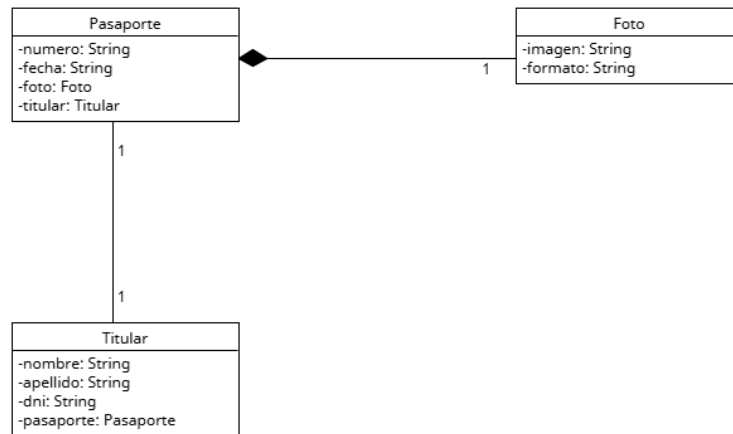 Pasaporte
-numero: String
-fecha: String
-foto: Foto
-titular: Titular
Foto
-imagen: String
-formato: String
1
1
1
Titular
-nombre: String
-apellido: String
-dni: String
-pasaporte: Pasaporte